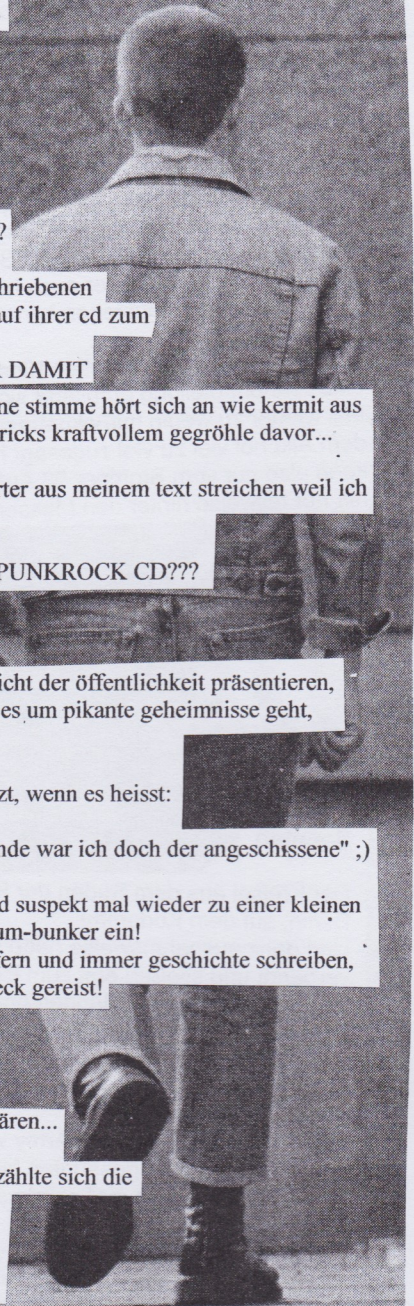 ?
hriebenen
auf ihrer cd zum
DAMIT
ne stimme hört sich an wie kermit aus
ricks kraftvollem gegröhle davor...
rter aus meinem text streichen weil ich
PUNKROCK CD???
icht der öffentlichkeit präsentieren,
es um pikante geheimnisse geht,
zt, wenn es heisst:
nde war ich doch der angeschissene" ;)
d suspekt mal wieder zu einer kleinen
um-bunker ein!
fern und immer geschichte schreiben,
eck gereist!
ären...
zählte sich die